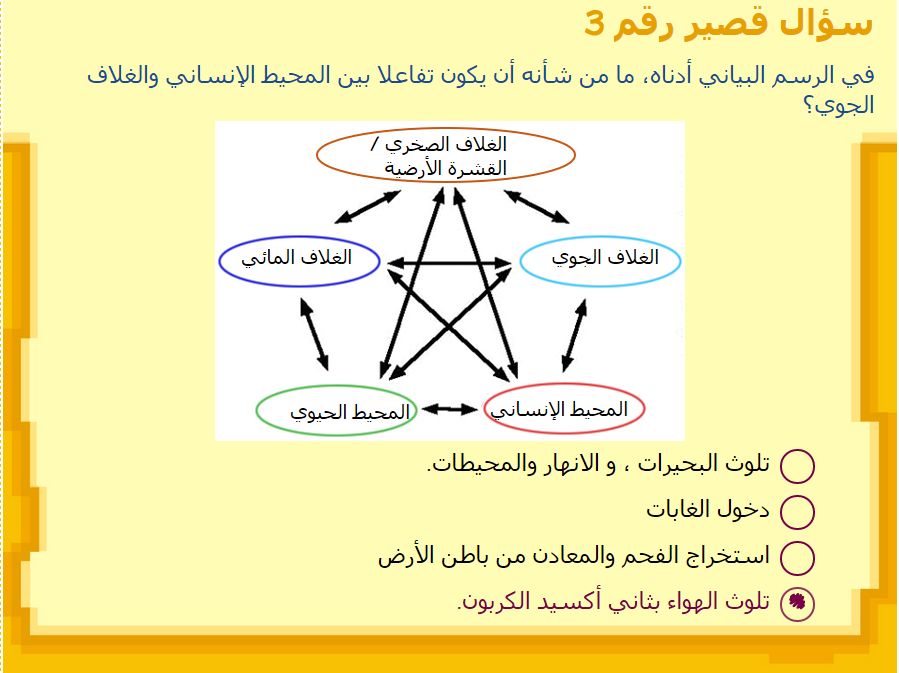 سؤال قصير رقم 3
في الرسم البياني أدناه، ما من شأنه أن يكون تفاعلا بين المحيط الإنساني والغلاف
الجوي؟
الغلاف الصخري /
القشرة الأرضية
الغلاف المائي
الغلاف الجوي
المحيط الحيوي
المحيط الإنساني
تلوث البحيرات ، و الانهار والمحيطات.
دخول الغابات
استخراج الفحم والمعادن من باطن الأرض
تلوث الهواء بثاني أكسيد الكربون.